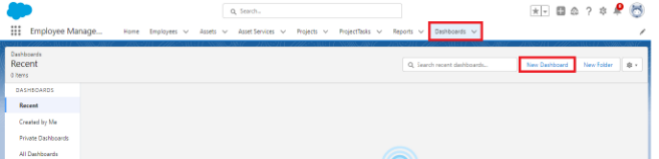 Search...
Employee Manage... Home Employees Assets Asset Services Projects ProjectTasks Reports Dashboards
Dashboards
Recent
0 items
Search recent dashboards...
New Dashboard
New Folder
DASHBOARDS
Recent
Created by Me
Private Dashboards
All Dashboards